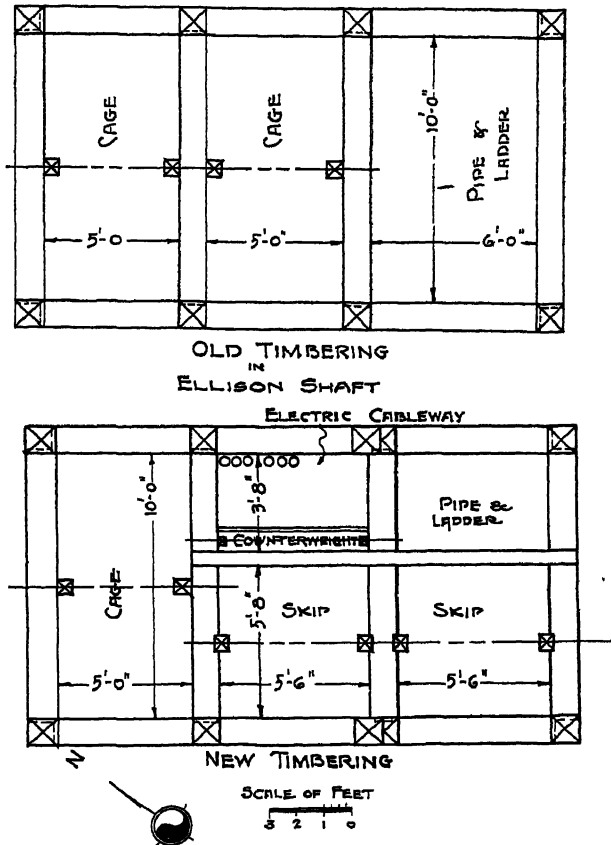 CAGE
CAGE
10'-0"
PIPE &
LADDER
5'-0
5'-0"
6'-0"
OLD TIMBERING
IN
ELLISON SHAFT
ELECTRIC CABLEWAY
10'-0"
3'-8"
PIPE &
LADDER
COUNTERWEIGHT
CAGE
5'-8"
SKIP
SKIP
5'-0"
5'-6"
5'-6"
N
NEW TIMBERING
SCALE OF FEET
3 2 1 0